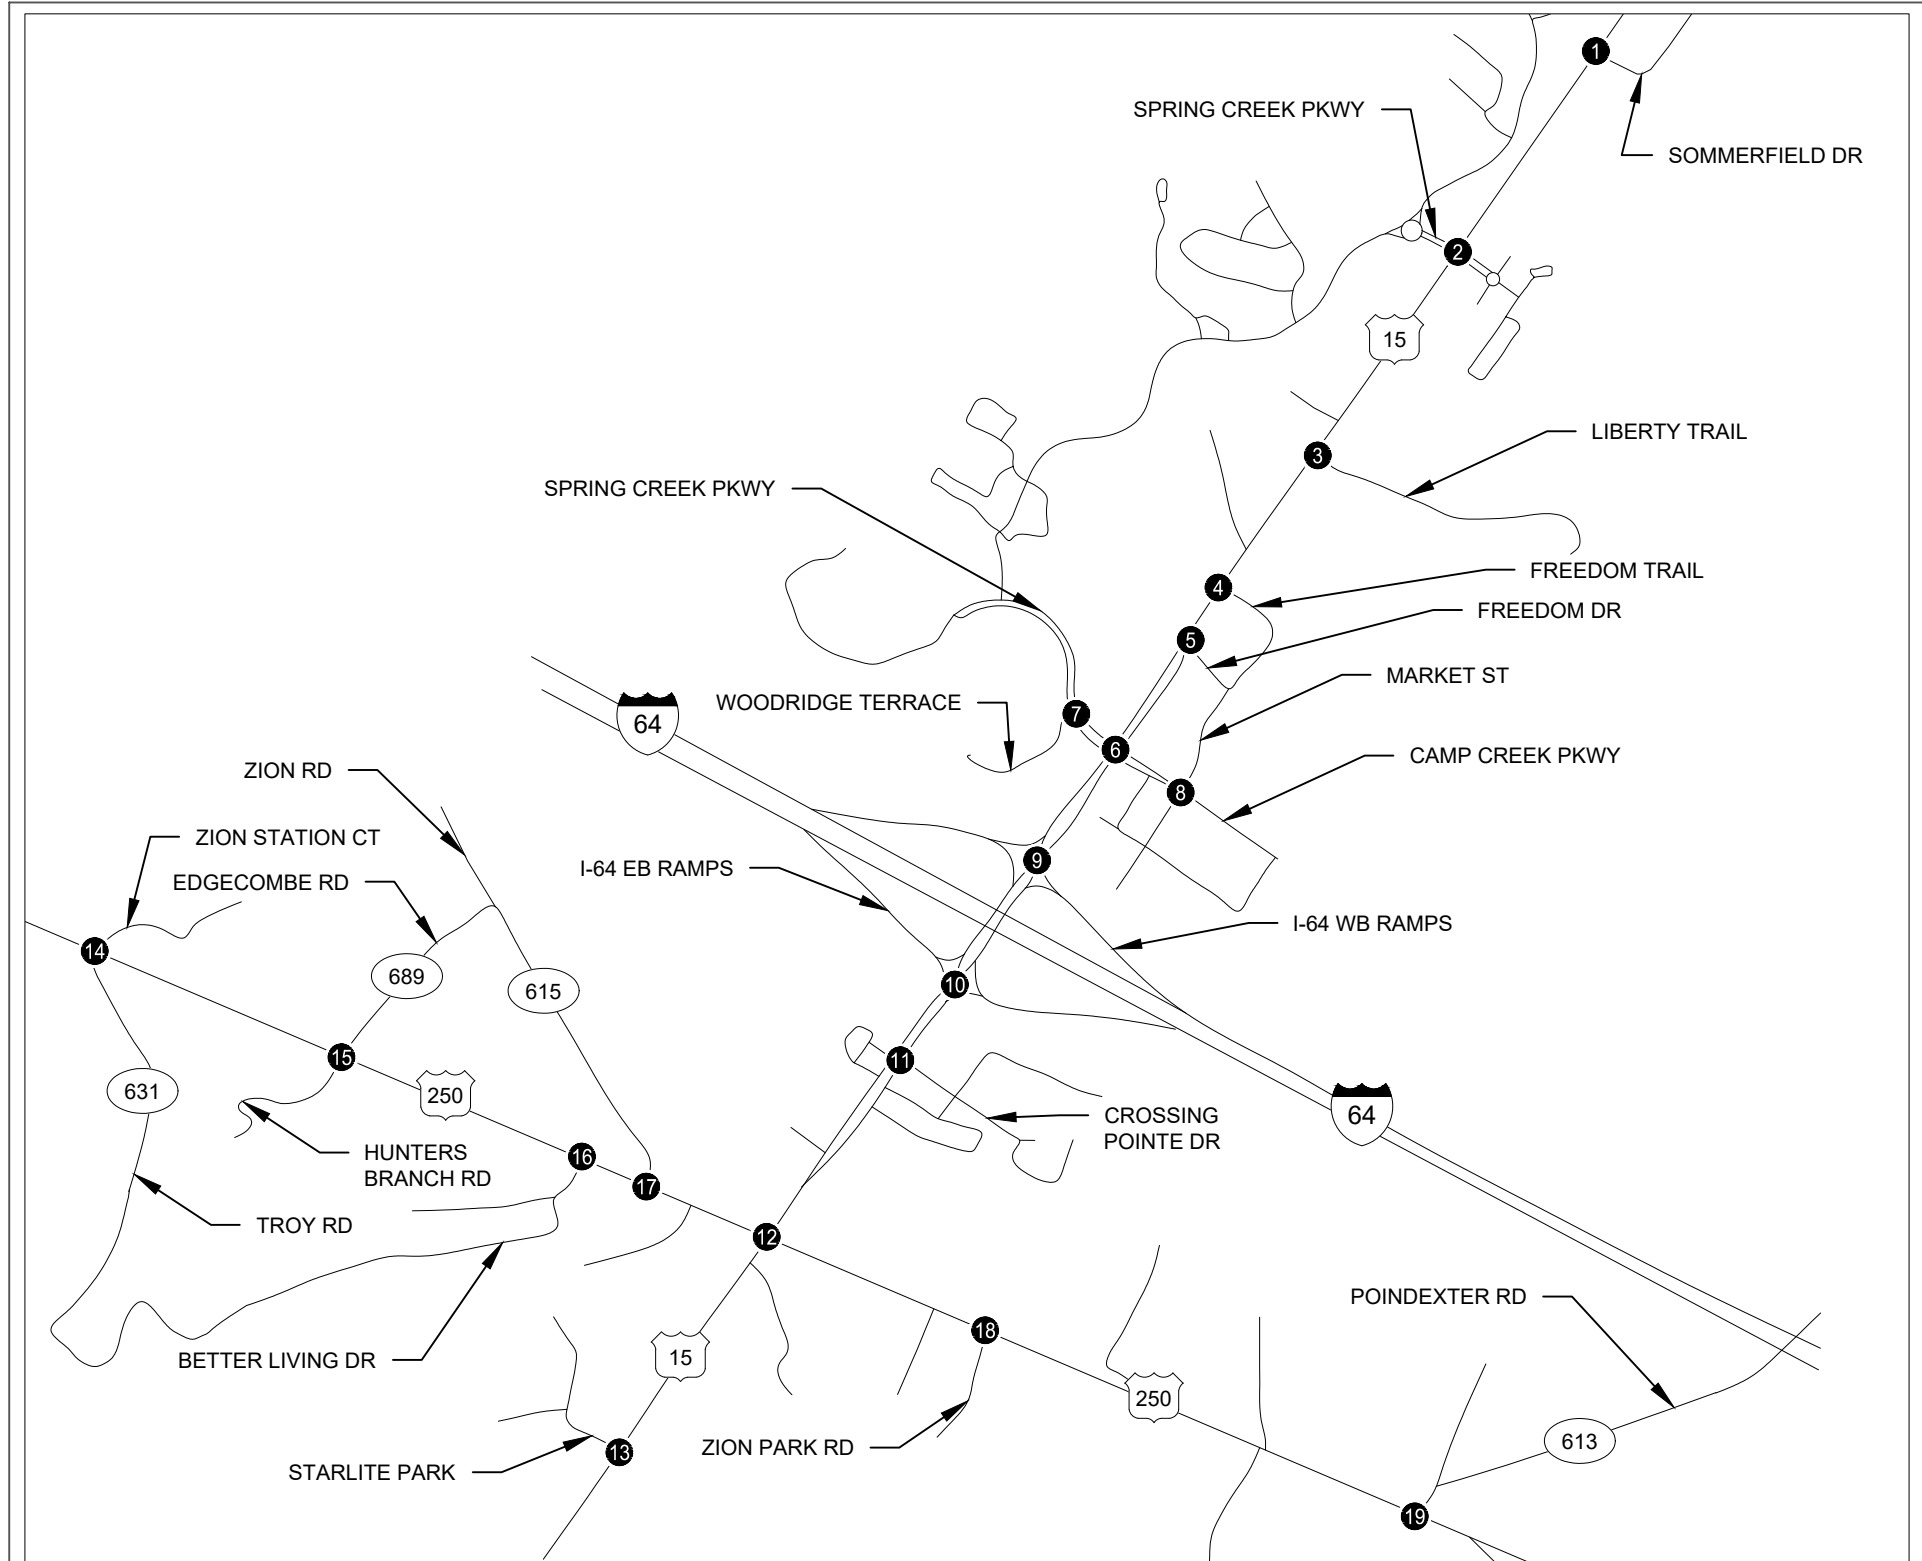 1
SPRING CREEK PKWY
SOMMERFIELD DR
2
15
LIBERTY TRAIL
3
SPRING CREEK PKWY
FREEDOM TRAIL
4
FREEDOM DR
5
MARKET ST
WOODRIDGE TERRACE
7
64
6
CAMP CREEK PKWY
ZION RD
8
ZION STATION CT
9
I-64 EB RAMPS
EDGECOMBE RD
I-64 WB RAMPS
14
689
10
615
15
11
631
250
64
CROSSING
POINTE DR
HUNTERS
BRANCH RD
16
17
TROY RD
12
POINDEXTER RD
18
15
BETTER LIVING DR
250
613
ZION PARK RD
13
STARLITE PARK
19